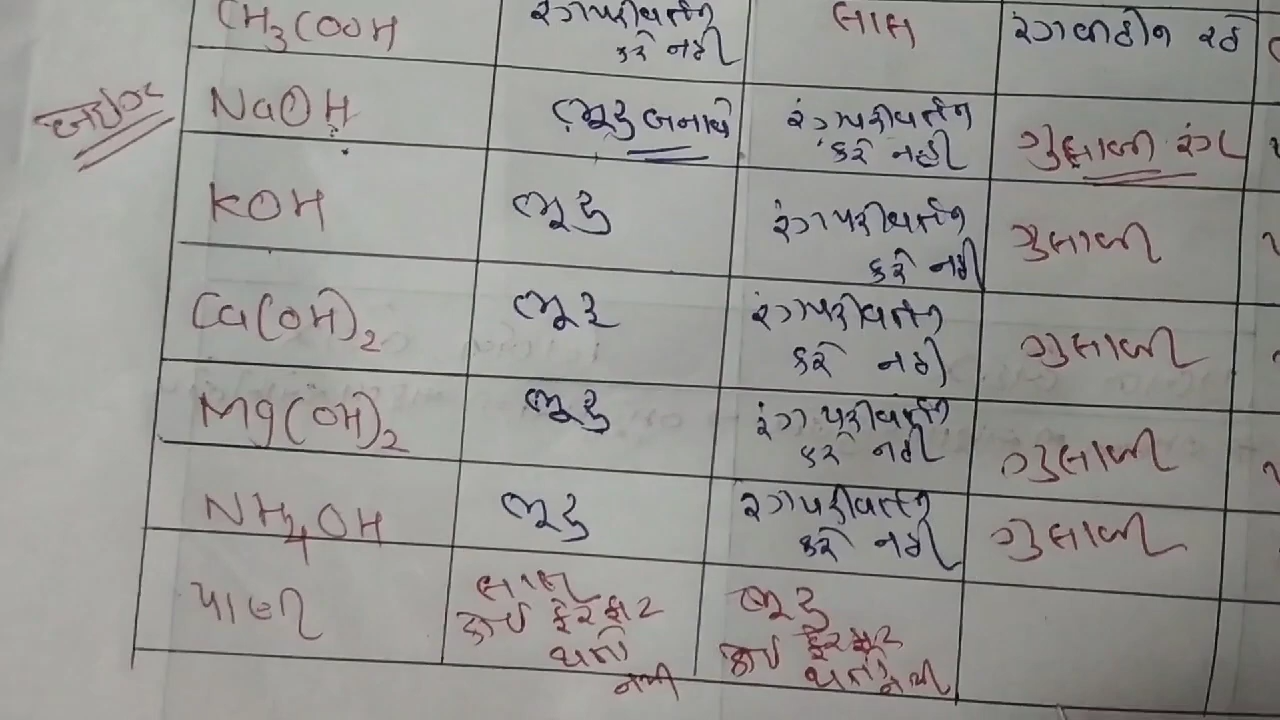 CH3COOH
રંગપરીવર્તન
કરે નહી
લાલ
રંગવીહીન રહે
NaOH
ભૂરુ બનાવે
રંગપરીવર્તન
કરે નહી
ગુલાબી રંગ
KOH
ભૂરુ
રંગપરીવર્તન
કરે નહી
ગુલાબી
Ca(OH)2
ભૂરુ
રંગપરીવર્તન
કરે નહી
ગુલાબી
Mg(OH)2
ભૂરુ
રંગપરીવર્તન
કરે નહી
ગુલાબી
NH4OH
ભૂરુ
રંગપરીવર્તન
કરે નહી
ગુલાબી
પાણી
લાલ
કાઈ ફેરફાર
થતો
નથી
ભૂરુ
કાઈ ફેરફાર
થતો નથી